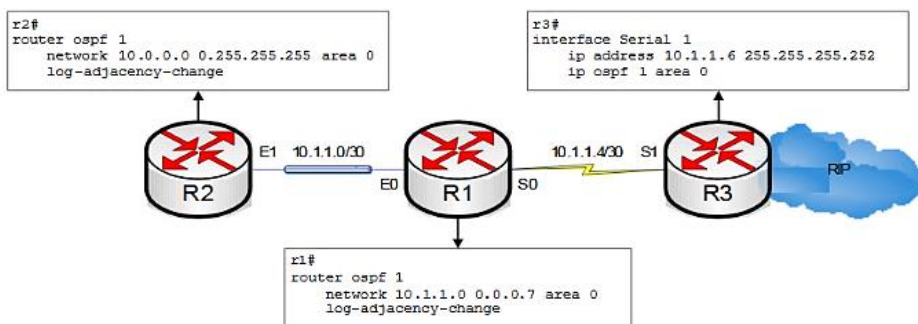 r2#
router ospf 1
network 10.0.0.0 0.255.255.255 area 0
log-adjacency-change
r3#
interface Serial 1
ip address 10.1.1.6 255.255.255.252
ip ospf 1 area 0
E1
10.1.1.0/30
10.1.1.4/30
S1
R2
E0
R1
S0
R3
RIP
r1#
router ospf 1
network 10.1.1.0 0.0.0.7 area 0
log-adjacency-change